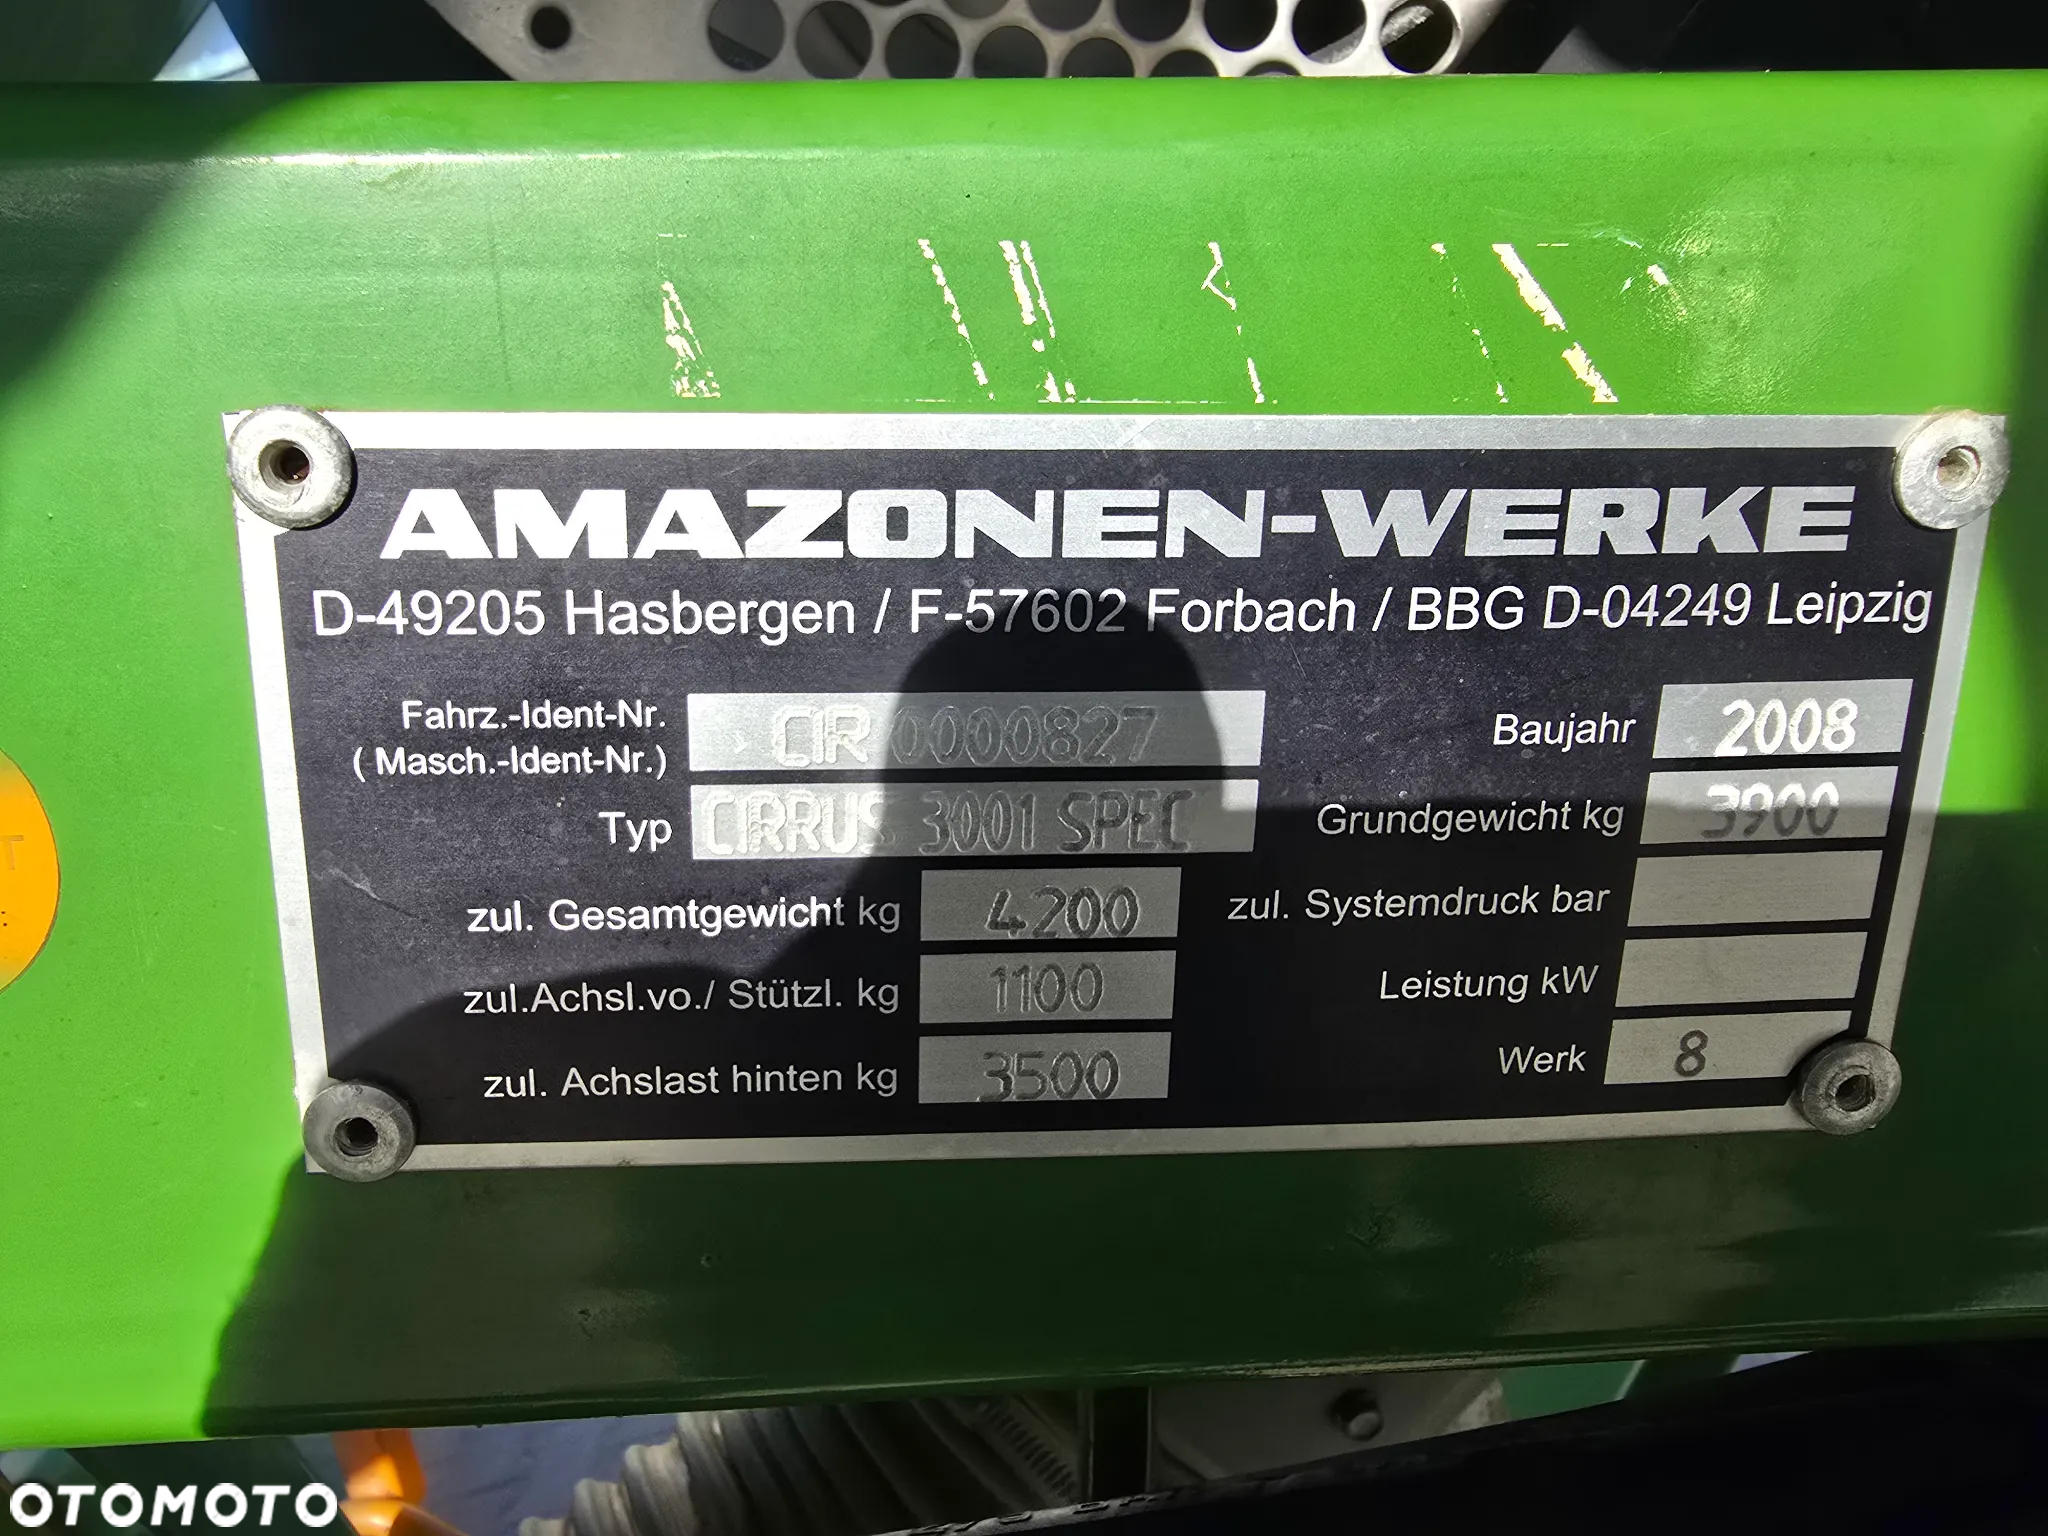 AMAZONEN-WERKE
D-49205 Hasbergen / F-57602 Forbach / BBG D-04249 Leipzig
Fahrz.-Ident-Nr.
( Masch.-Ident-Nr.)
CIR 0000827
Baujahr 2008
Typ CIRRUS 3001 SPEC
Grundgewicht kg 3900
zul. Gesamtgewicht kg 4200
zul. Systemdruck bar
zul.Achsl.vo./ Stützl. kg 1100
Leistung kW
zul. Achslast hinten kg 3500
Werk 8
OTOMOTO